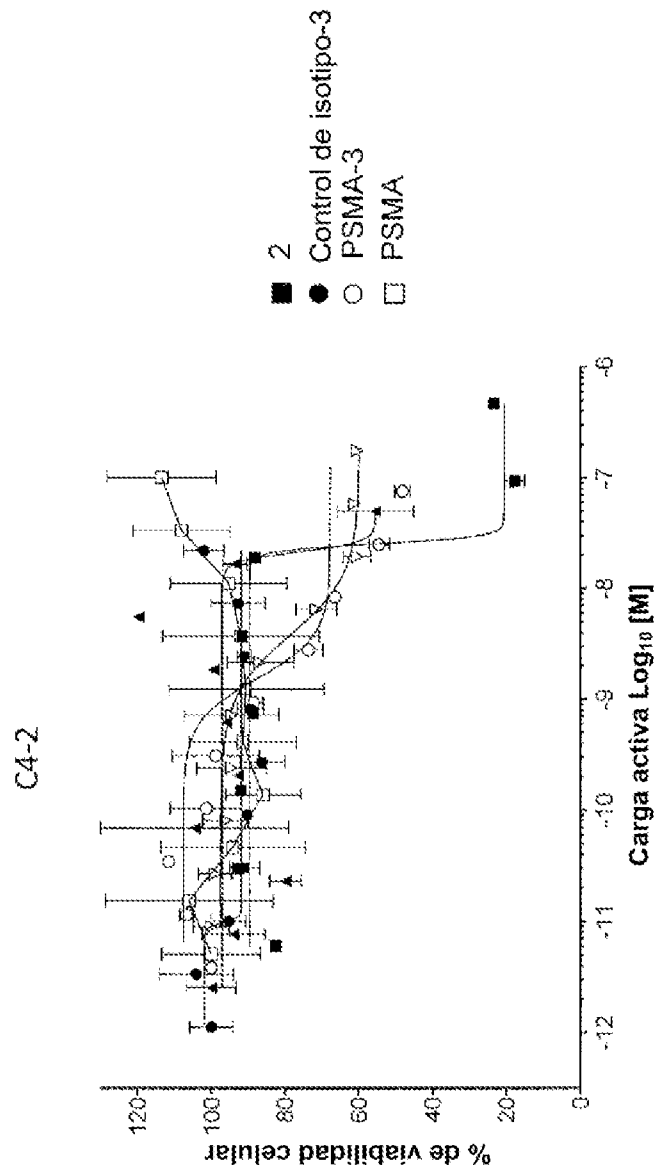 C4-2
% de viabilidad celular
120
100
80
60
40
20
0
-12
-11
-10
-9
-8
-7
-6
Carga activa Log₁₀ [M]
2
Control de isotipo-3
PSMA-3
PSMA